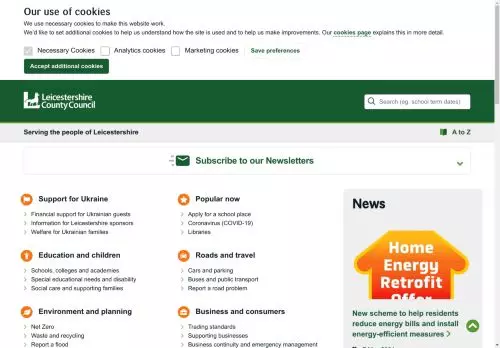 Our use of cookies
We use necessary cookies to make this website work.
We'd like to set additional cookies to help us understand how the site is used and to help us make improvements. Our cookies page explains this in more detail.
Necessary Cookies
Analytics cookies
Marketing cookies
Save preferences
Accept additional cookies
Leicestershire
County Council
Search (eg. school term dates)
Serving the people of Leicestershire
A to Z
Subscribe to our Newsletters
Support for Ukraine
Financial support for Ukrainian guests
Information for Leicestershire sponsors
Welfare for Ukrainian families
Popular now
Apply for a school place
Coronavirus (COVID-19)
Libraries
Education and children
Schools, colleges and academies
Special educational needs and disability
Social care and supporting families
Roads and travel
Cars and parking
Buses and public transport
Report a road problem
Environment and planning
Net Zero
Waste and recycling
Report a flood
Business and consumers
Trading standards
Supporting businesses
Business continuity and emergency management
News
Home
Energy
Retrofit
Offer
New scheme to help residents
reduce energy bills and install
energy-efficient measures